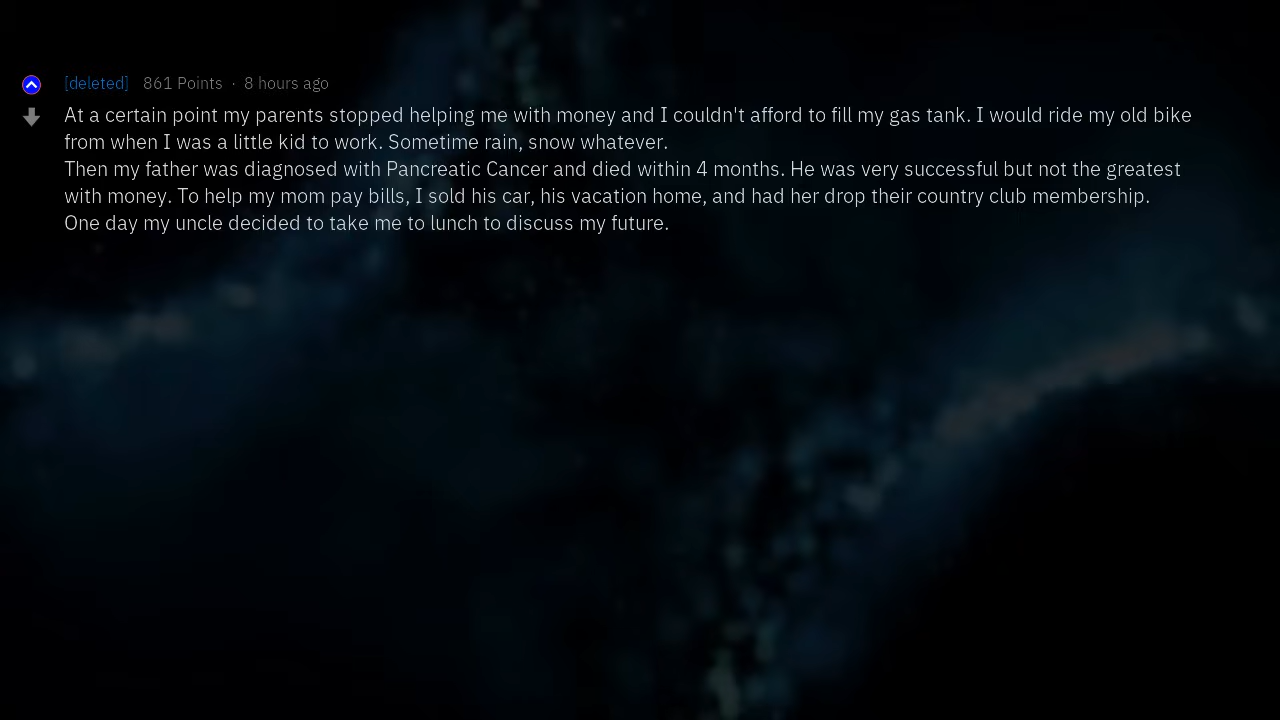 [deleted] 861 Points · 8 hours ago
At a certain point my parents stopped helping me with money and I couldn't afford to fill my gas tank. I would ride my old bike
from when I was a little kid to work. Sometime rain, snow whatever.
Then my father was diagnosed with Pancreatic Cancer and died within 4 months. He was very successful but not the greatest
with money. To help my mom pay bills, I sold his car, his vacation home, and had her drop their country club membership.
One day my uncle decided to take me to lunch to discuss my future.